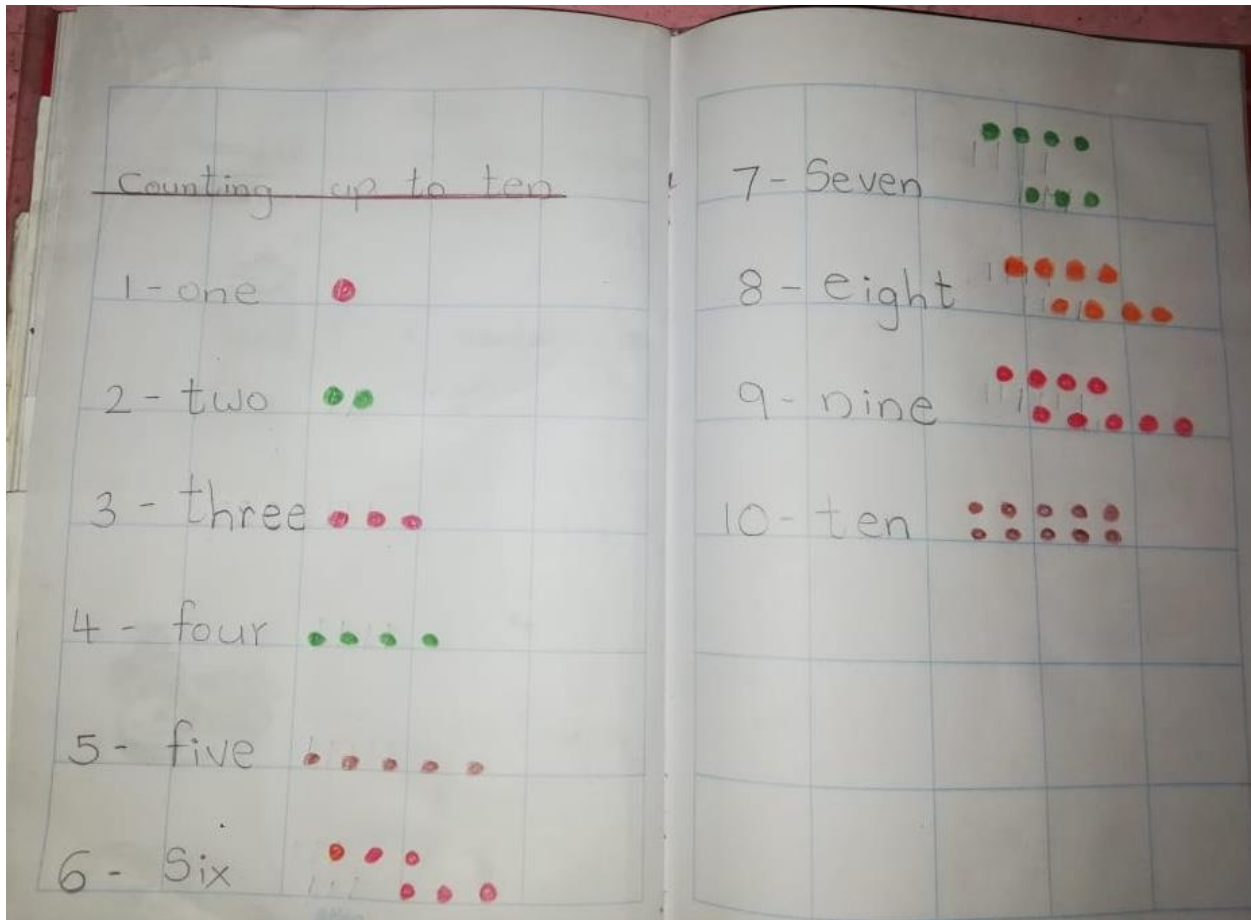 Counting up to ten
1 - one
2 - two
3 - three
4 - four
5 - five
6 - Six
7 - Seven
8 - eight
9 - nine
10 - ten